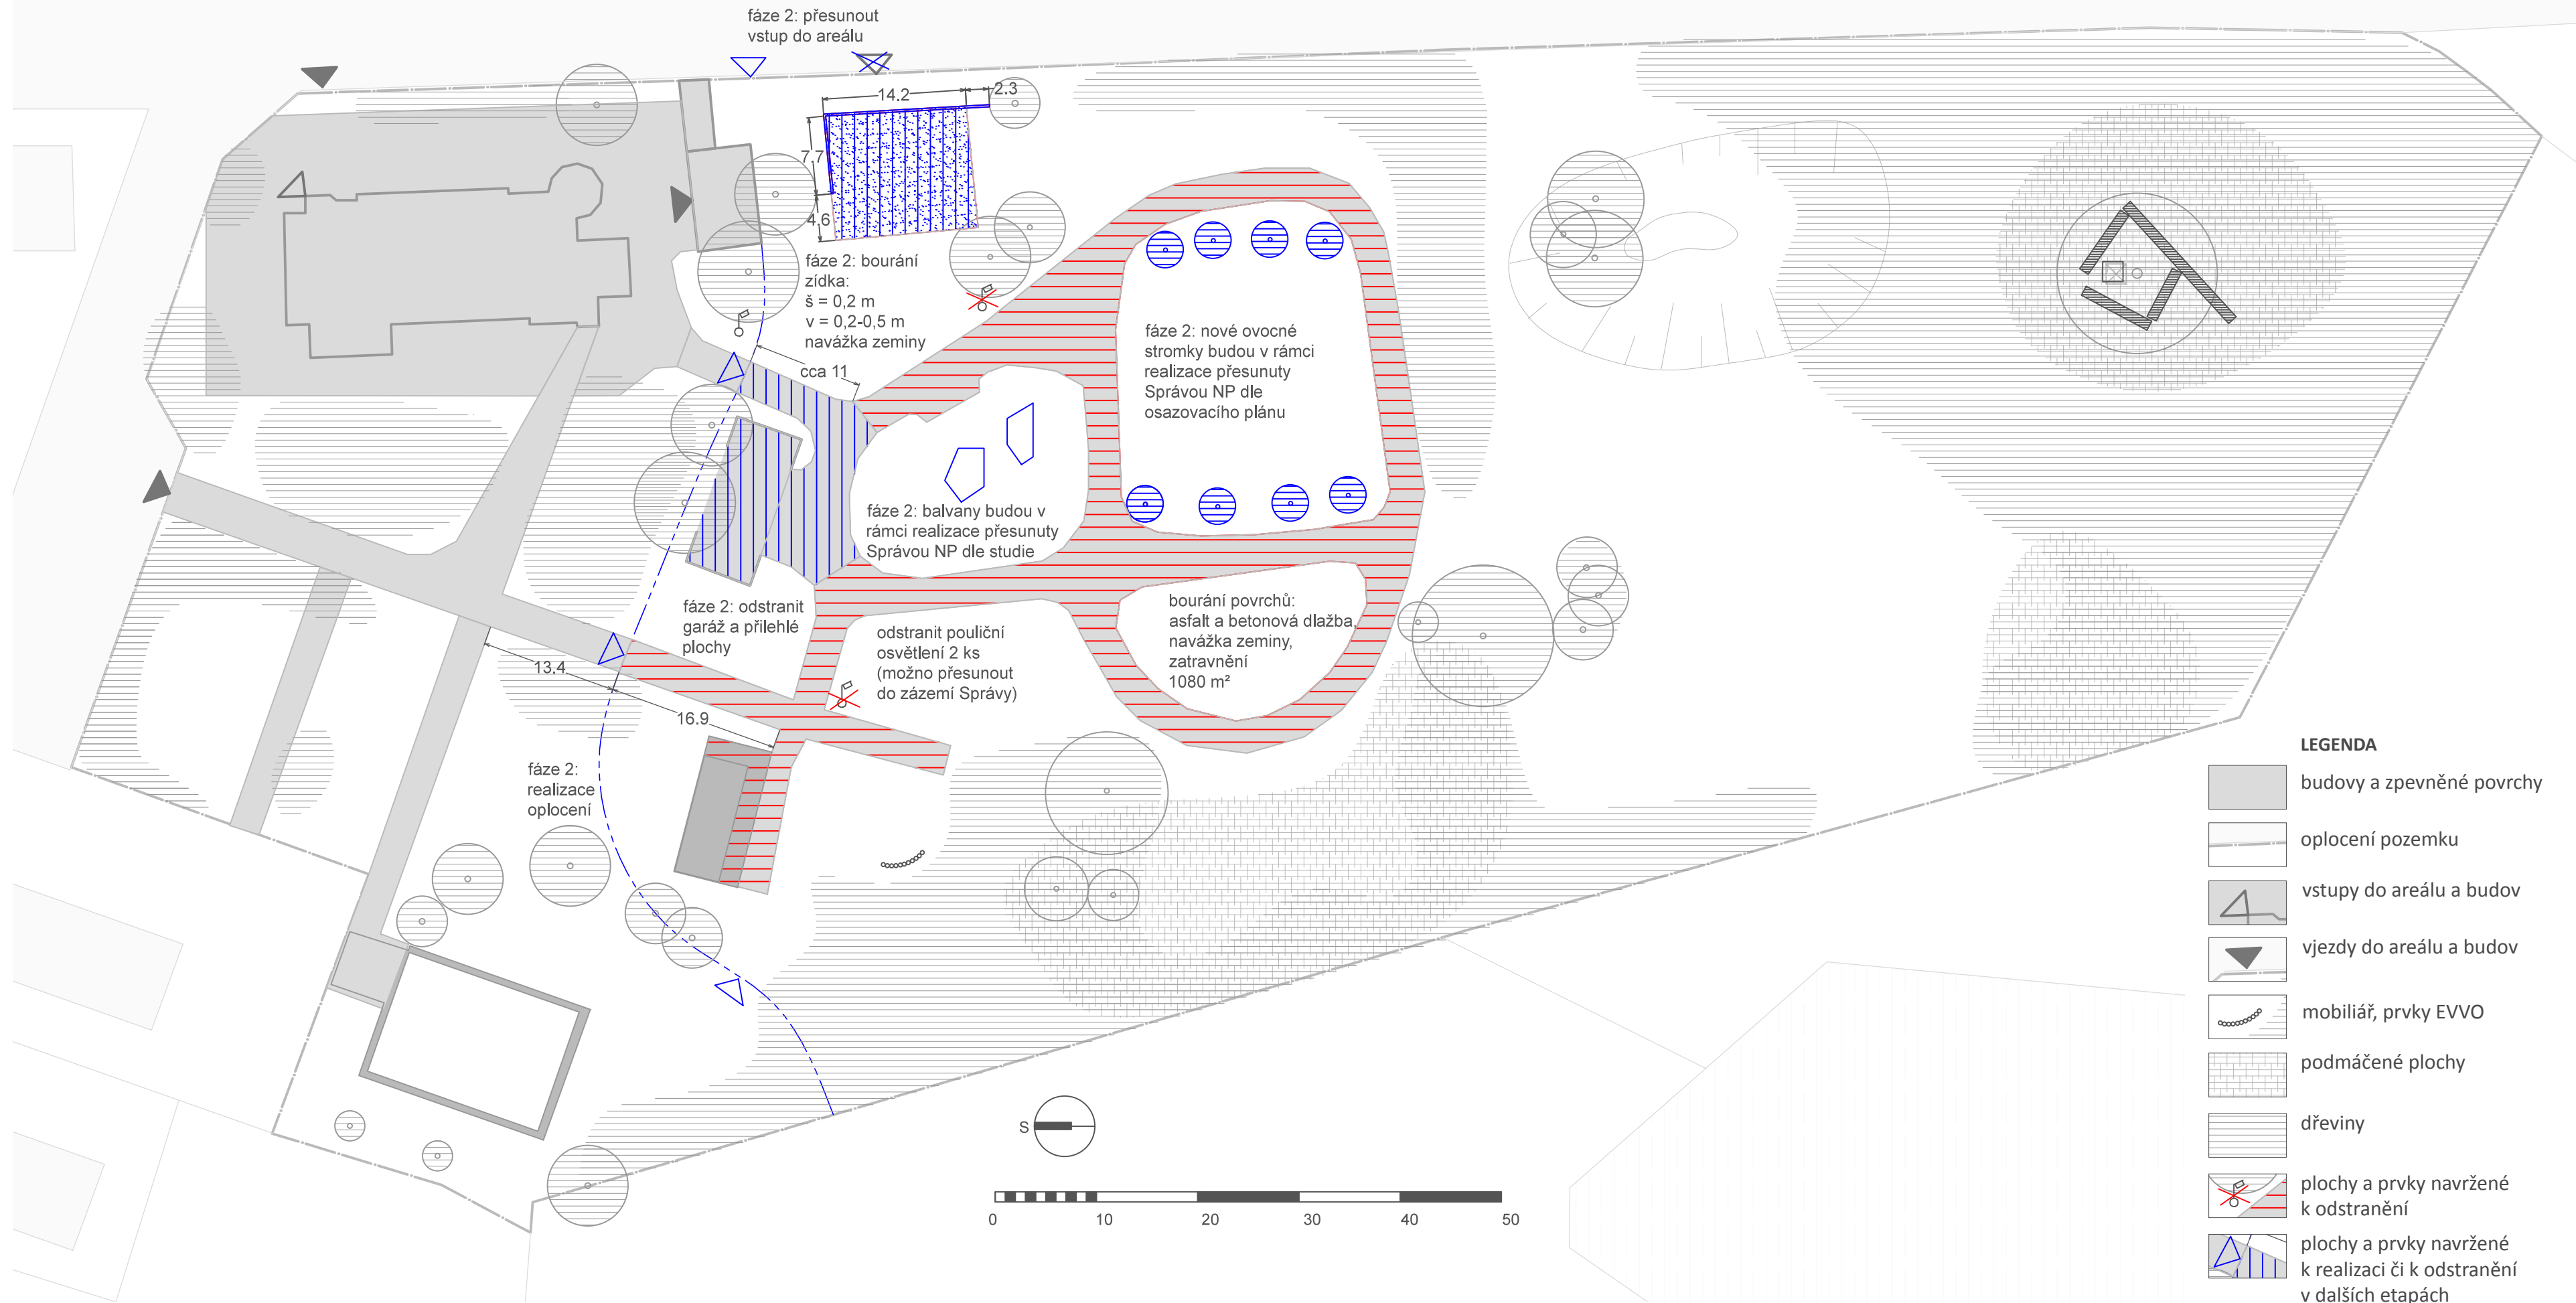 fáze 2: přesunout
vstup do areálu
14.2
2.3
7.7
4.6
fáze 2: bourání
zídka:
š = 0,2 m
v = 0,2-0,5 m
navážka zeminy
cca 11
fáze 2: nové ovocné
stromky budou v rámci
realizace přesunuty
Správou NP dle
osazovacího plánu
fáze 2: balvany budou v
rámci realizace přesunuty
Správou NP dle studie
fáze 2: odstranit
garáž a přilehlé
plochy
odstranit pouliční
osvětlení 2 ks
(možno přesunout
do zázemí Správy)
bourání povrchů:
asfalt a betonová dlažba,
navážka zeminy,
zatravnění
1080 m²
13.4
16.9
fáze 2:
realizace
oplocení
S
0 10 20 30 40 50
LEGENDA
budovy a zpevněné povrchy
oplocení pozemku
vstupy do areálu a budov
vjezdy do areálu a budov
mobiliář, prvky EVVO
podmáčené plochy
dřeviny
plochy a prvky navržené
k odstranění
plochy a prvky navržené
k realizaci či k odstranění
v dalších etapách